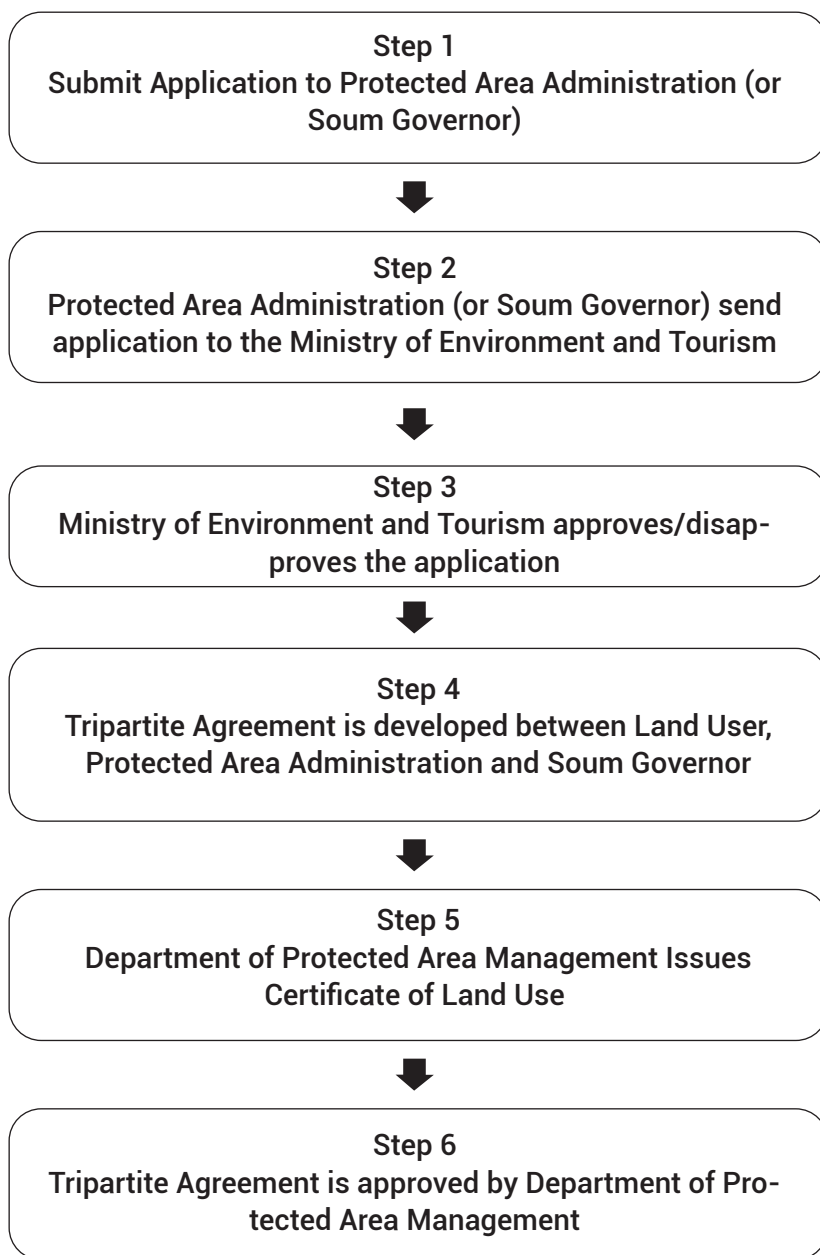 Step 1
Submit Application to Protected Area Administration (or
Soum Governor)
Step 2
Protected Area Administration (or Soum Governor) send
application to the Ministry of Environment and Tourism
Step 3
Ministry of Environment and Tourism approves/disap-
proves the application
Step 4
Tripartite Agreement is developed between Land User,
Protected Area Administration and Soum Governor
Step 5
Department of Protected Area Management Issues
Certificate of Land Use
Step 6
Tripartite Agreement is approved by Department of Pro-
tected Area Management